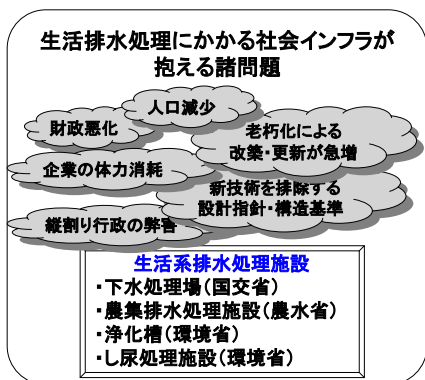 生活排水処理にかかる社会インフラが
抱える諸問題
人口減少
財政悪化
老朽化による
改築・更新が急増
企業の体力消耗
新技術を排除する
設計指針・構造基準
縦割り行政の弊害
生活系排水処理施設
・下水処理場(国交省)
・農集排水処理施設(農水省)
・浄化槽(環境省)
・し尿処理施設(環境省)